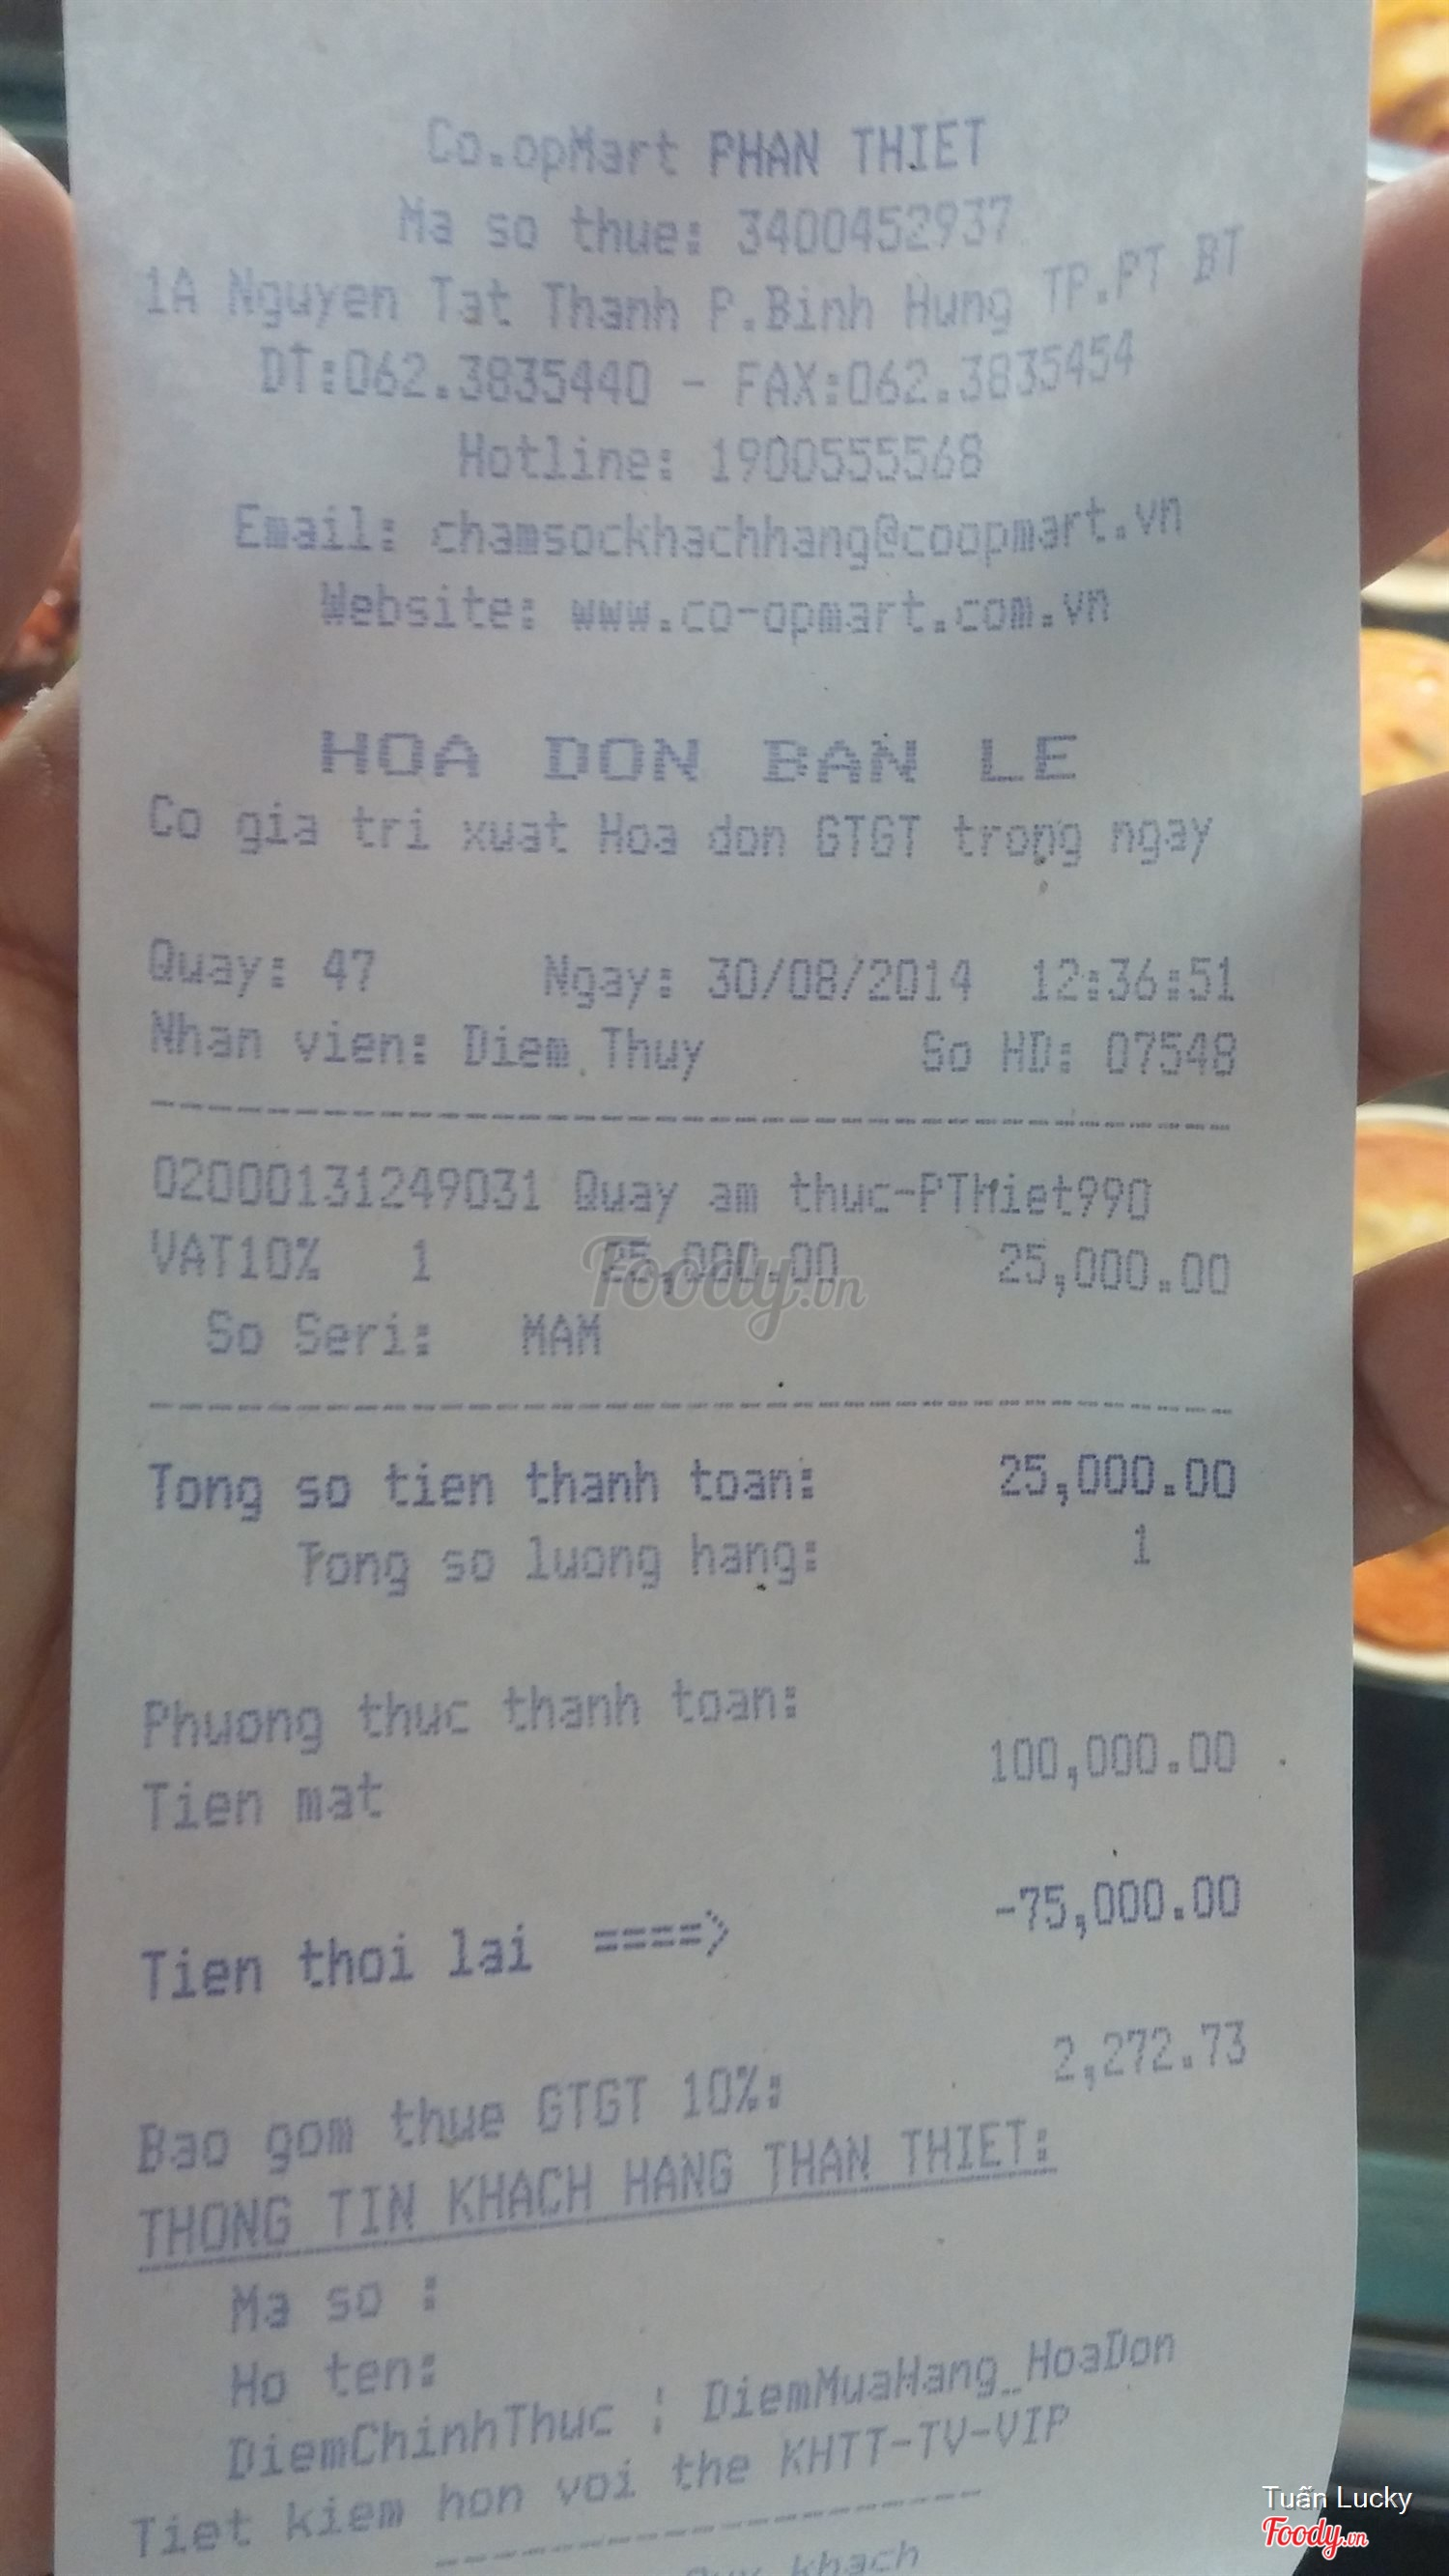 Co.opMart PHAN THIET
Ma so thue: 3400452937
1A Nguyen Tat Thanh P.Binh Hung TP.PT BT
DT:062.3835440 - FAX:062.3835454
Hotline: 1900555568
Email: chamsockhachhang@coopmart.vn
Website: www.co-opmart.com.vn
HOA DON BAN LE
Co gia tri xuat Hoa don GTGT trong ngay
Quay: 47 Ngay: 30/08/2014 12:36:51
Nhan vien: Diem Thuy So HD: 07548
02000131249031 Quay am thuc-PThiet990
VAT10% 1 25,000.00 25,000.00
Foody.vn
So Seri: MAM
Tong so tien thanh toan: 25,000.00
Tong so luong hang: 1
Phuong thuc thanh toan:
Tien mat 100,000.00
Tien thoi lai ====> -75,000.00
Bao gom thue GTGT 10%: 2,272.73
THONG TIN KHACH HANG THAN THIET:
Ma so :
Ho ten:
DiemChinhThuc : DiemMuaHang_HoaDon
Tiet kiem hon voi the KHTT-TV-VIP
Quy khach
Tuấn Lucky
Foody.vn